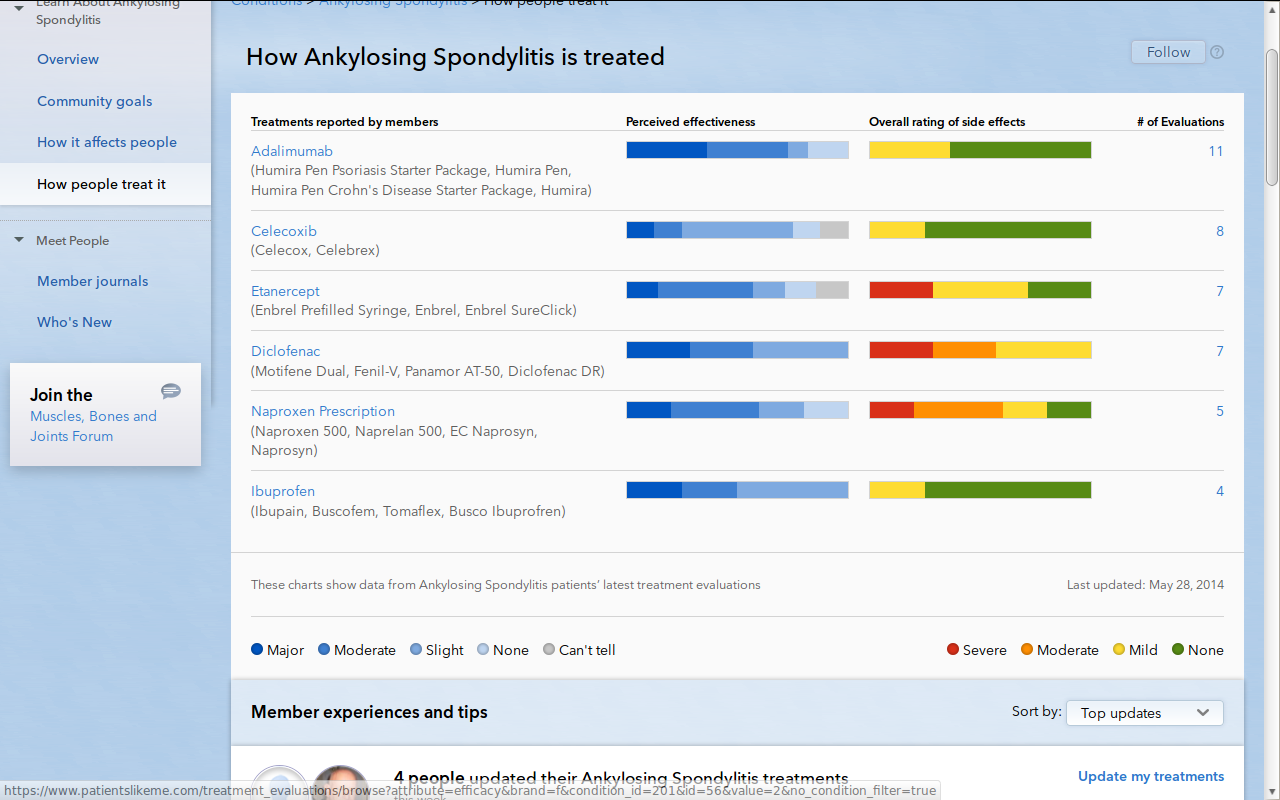 Learn About Ankylosing
Spondylitis
Overview
Community goals
How it affects people
How people treat it
Meet People
Member journals
Who's New
Join the
Muscles, Bones and
Joints Forum
Conditions > Ankylosing Spondylitis > How people treat it
How Ankylosing Spondylitis is treated
Follow ?
Treatments reported by members Perceived effectiveness Overall rating of side effects # of Evaluations
Adalimumab 11
(Humira Pen Psoriasis Starter Package, Humira Pen,
Humira Pen Crohn's Disease Starter Package, Humira)
Celecoxib 8
(Celecox, Celebrex)
Etanercept 7
(Enbrel Prefilled Syringe, Enbrel, Enbrel SureClick)
Diclofenac 7
(Motifene Dual, Fenil-V, Panamor AT-50, Diclofenac DR)
Naproxen Prescription 5
(Naproxen 500, Naprelan 500, EC Naprosyn,
Naprosyn)
Ibuprofen 4
(Ibupain, Buscofem, Tomaflex, Busco Ibuprofren)
These charts show data from Ankylosing Spondylitis patients' latest treatment evaluations Last updated: May 28, 2014
Major Moderate Slight None Can't tell Severe Moderate Mild None
Member experiences and tips Sort by: Top updates
4 people updated their Ankylosing Spondylitis treatments Update my treatments
this week
https://www.patientslikeme.com/treatment_evaluations/browse?attribute=efficacy&brand=f&condition_id=201&id=56&value=2&no_condition_filter=true